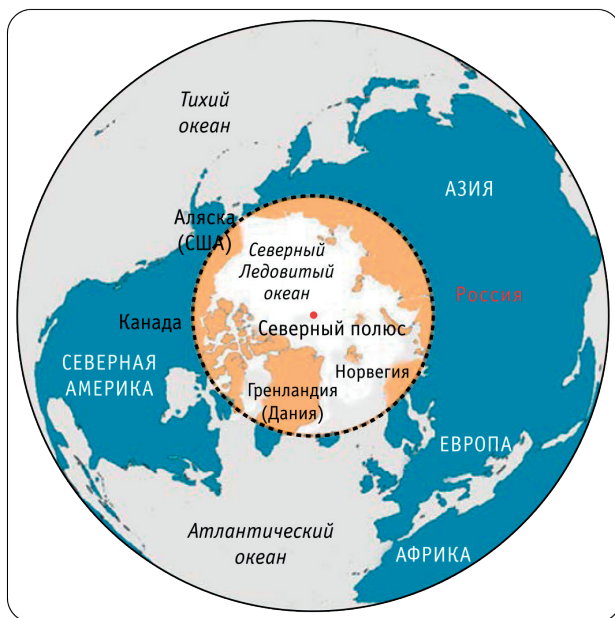 Тихий
океан
АЗИЯ
Аляска
(США)
Северный
Ледовитый
океан
Россия
Канада
Северный полюс
СЕВЕРНАЯ
АМЕРИКА
Норвегия
Гренландия
(Дания)
ЕВРОПА
Атлантический
океан
АФРИКА